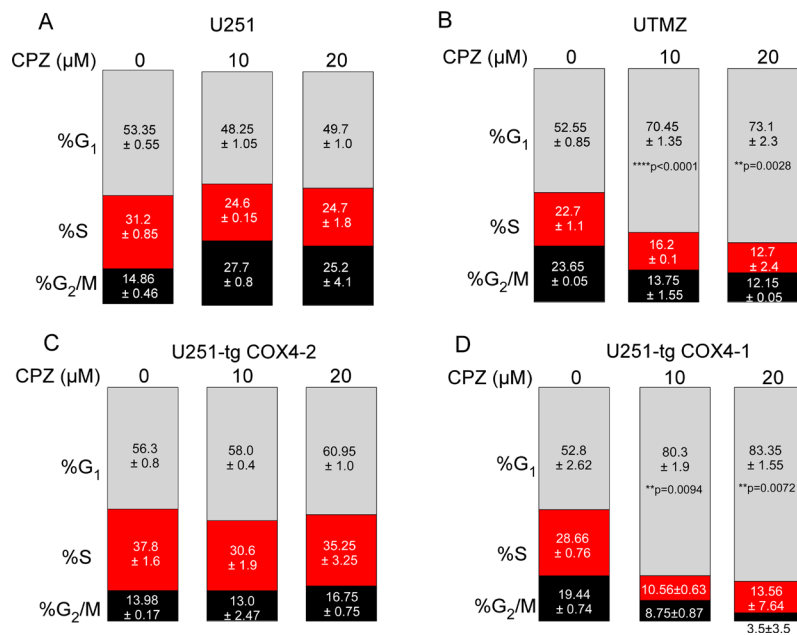 A
U251
CPZ (µM) 0 10 20
%G1
53.35
± 0.55
48.25
± 1.05
49.7
± 1.0
%S
31.2
± 0.85
24.6
± 0.15
24.7
± 1.8
%G2/M
14.86
± 0.46
27.7
± 0.8
25.2
± 4.1
B
UTMZ
CPZ (µM) 0 10 20
%G1
52.55
± 0.85
70.45
± 1.35
****p<0.0001
73.1
± 2.3
**p=0.0028
%S
22.7
± 1.1
16.2
± 0.1
12.7
± 2.4
%G2/M
23.65
± 0.05
13.75
± 1.55
12.15
± 0.05
C
U251-tg COX4-2
CPZ (µM) 0 10 20
%G1
56.3
± 0.8
58.0
± 0.4
60.95
± 1.0
%S
37.8
± 1.6
30.6
± 1.9
35.25
± 3.25
%G2/M
13.98
± 0.17
13.0
± 2.47
16.75
± 0.75
D
U251-tg COX4-1
CPZ (µM) 0 10 20
%G1
52.8
± 2.62
80.3
± 1.9
**p=0.0094
83.35
± 1.55
**p=0.0072
%S
28.66
± 0.76
10.56±0.63
13.56
± 7.64
%G2/M
19.44
± 0.74
8.75±0.87
3.5±3.5